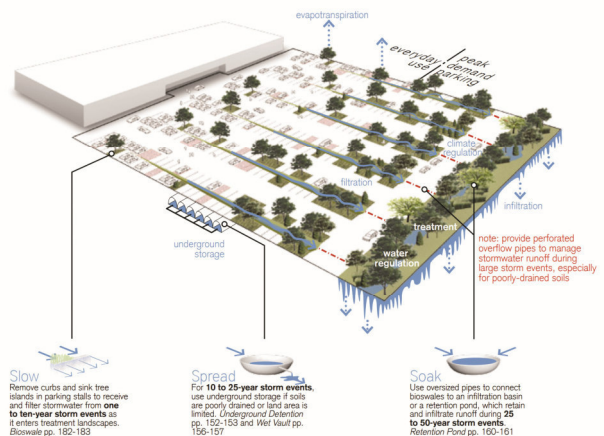 evapotranspiration
everyday use
peak demand parking
climate regulation
filtration
infiltration
treatment
water regulation
underground storage
note: provide perforated
overflow pipes to manage
stormwater runoff during
large storm events, especially
for poorly-drained soils
Slow
Remove curbs and sink tree
islands in parking stalls to receive
and filter stormwater from one
to ten-year storm events as
it enters treatment landscapes.
Bioswale pp. 182-183
Spread
For 10 to 25-year storm events,
use underground storage if soils
are poorly drained or land area is
limited. Underground Detention
pp. 152-153 and Wet Vault pp.
156-157
Soak
Use oversized pipes to connect
bioswales to an infiltration basin
or a retention pond, which retain
and infiltrate runoff during 25
to 50-year storm events.
Retention Pond pp. 160-161